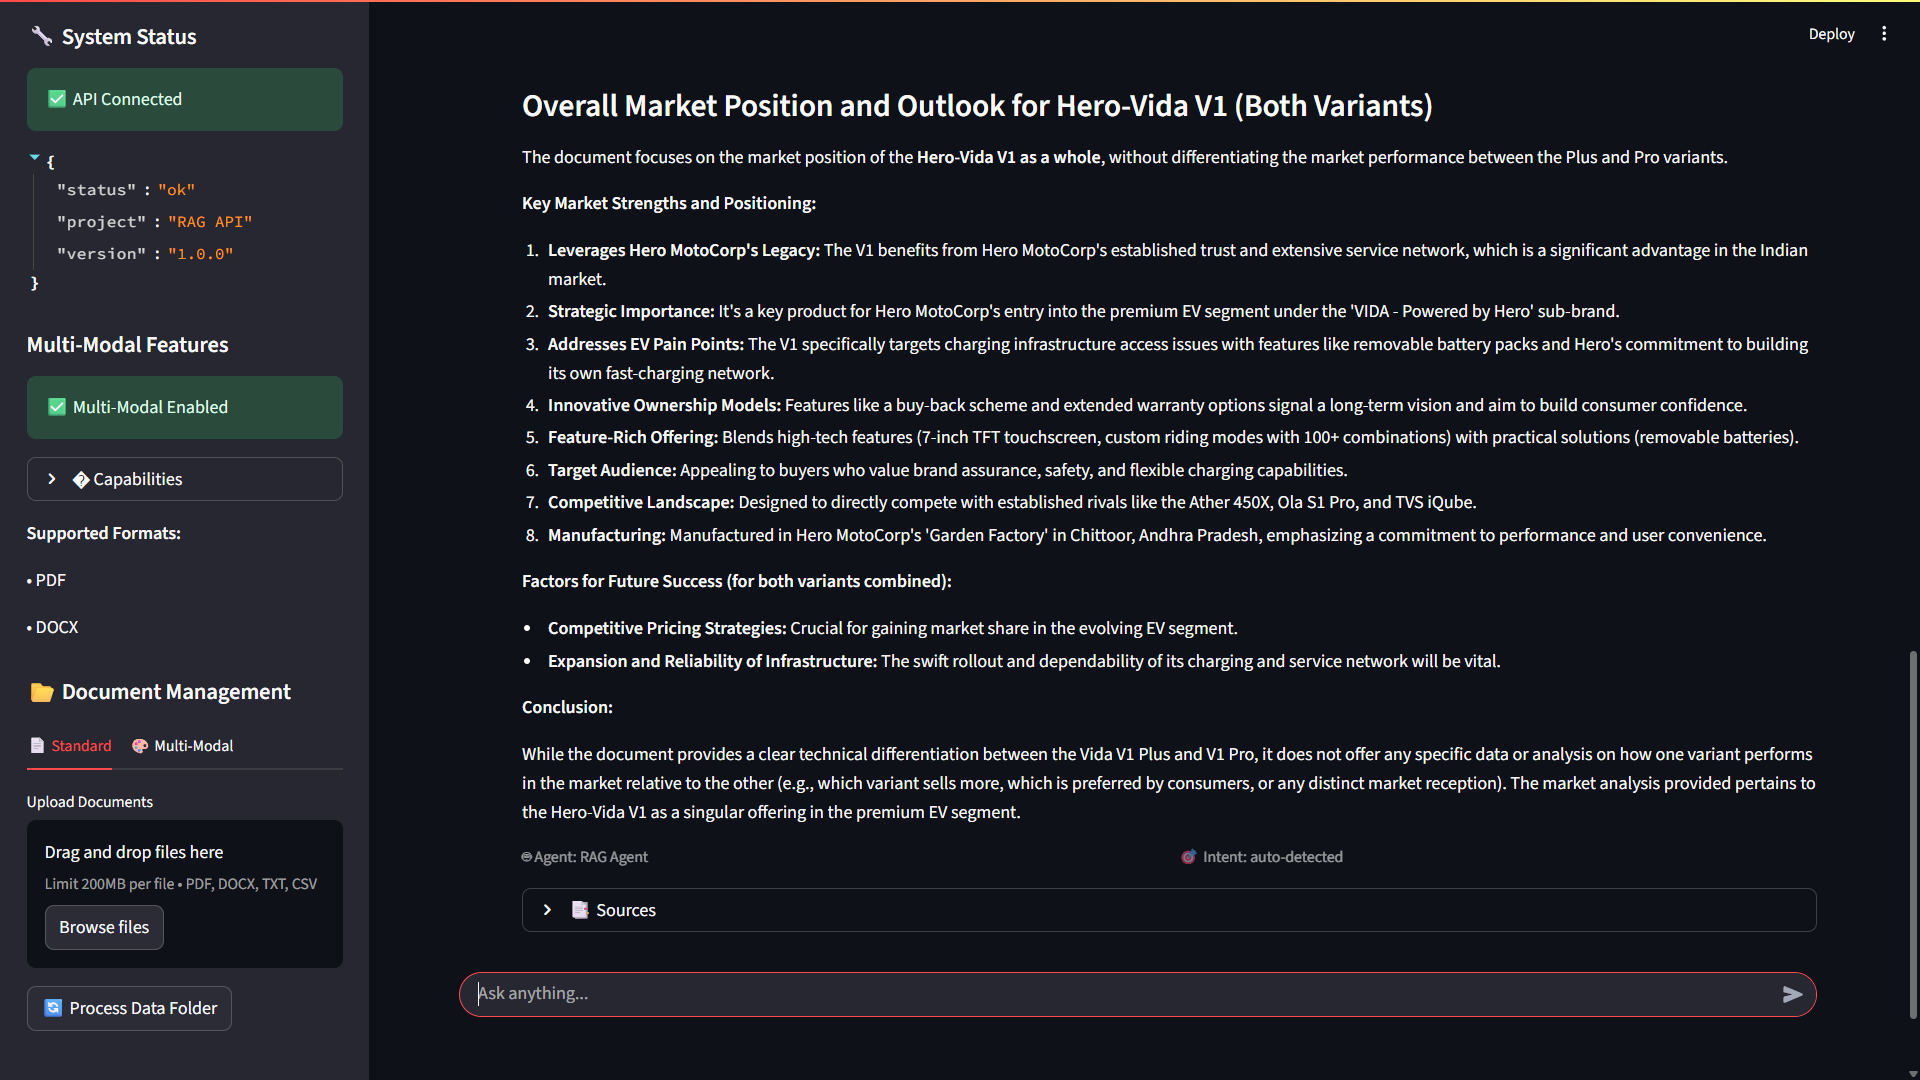 System Status
API Connected
{
"status" : "ok"
"project" : "RAG API"
"version" : "1.0.0"
}
Multi-Modal Features
Multi-Modal Enabled
� Capabilities
Supported Formats:
• PDF
• DOCX
Document Management
Standard
Multi-Modal
Upload Documents
Drag and drop files here
Limit 200MB per file • PDF, DOCX, TXT, CSV
Browse files
Process Data Folder
Deploy
Overall Market Position and Outlook for Hero-Vida V1 (Both Variants)
The document focuses on the market position of the Hero-Vida V1 as a whole, without differentiating the market performance between the Plus and Pro variants.
Key Market Strengths and Positioning:
1. Leverages Hero MotoCorp's Legacy: The V1 benefits from Hero MotoCorp's established trust and extensive service network, which is a significant advantage in the Indian
market.
2. Strategic Importance: It's a key product for Hero MotoCorp's entry into the premium EV segment under the 'VIDA - Powered by Hero' sub-brand.
3. Addresses EV Pain Points: The V1 specifically targets charging infrastructure access issues with features like removable battery packs and Hero's commitment to building
its own fast-charging network.
4. Innovative Ownership Models: Features like a buy-back scheme and extended warranty options signal a long-term vision and aim to build consumer confidence.
5. Feature-Rich Offering: Blends high-tech features (7-inch TFT touchscreen, custom riding modes with 100+ combinations) with practical solutions (removable batteries).
6. Target Audience: Appealing to buyers who value brand assurance, safety, and flexible charging capabilities.
7. Competitive Landscape: Designed to directly compete with established rivals like the Ather 450X, Ola S1 Pro, and TVS iQube.
8. Manufacturing: Manufactured in Hero MotoCorp's 'Garden Factory' in Chittoor, Andhra Pradesh, emphasizing a commitment to performance and user convenience.
Factors for Future Success (for both variants combined):
• Competitive Pricing Strategies: Crucial for gaining market share in the evolving EV segment.
• Expansion and Reliability of Infrastructure: The swift rollout and dependability of its charging and service network will be vital.
Conclusion:
While the document provides a clear technical differentiation between the Vida V1 Plus and V1 Pro, it does not offer any specific data or analysis on how one variant performs
in the market relative to the other (e.g., which variant sells more, which is preferred by consumers, or any distinct market reception). The market analysis provided pertains to
the Hero-Vida V1 as a singular offering in the premium EV segment.
Agent: RAG Agent
Intent: auto-detected
Sources
Ask anything...